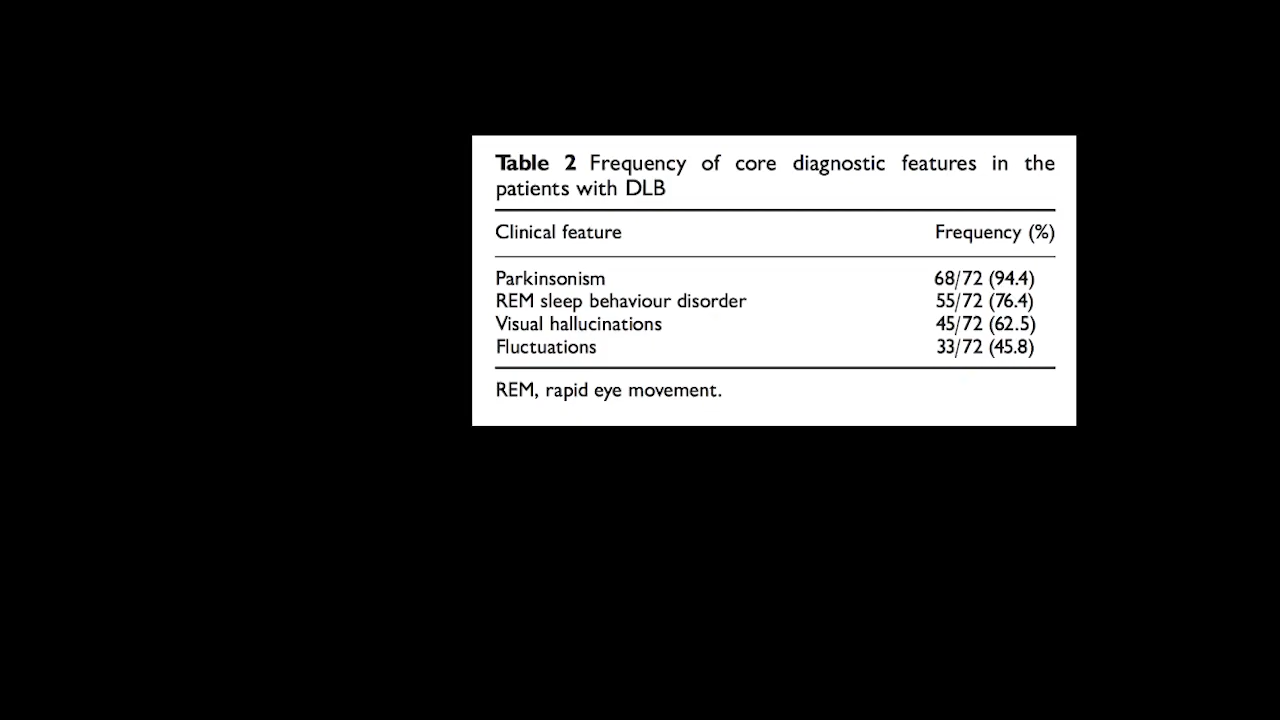 Table 2 Frequency of core diagnostic features in the
patients with DLB
Clinical feature Frequency (%)
Parkinsonism 68/72 (94.4)
REM sleep behaviour disorder 55/72 (76.4)
Visual hallucinations 45/72 (62.5)
Fluctuations 33/72 (45.8)
REM, rapid eye movement.